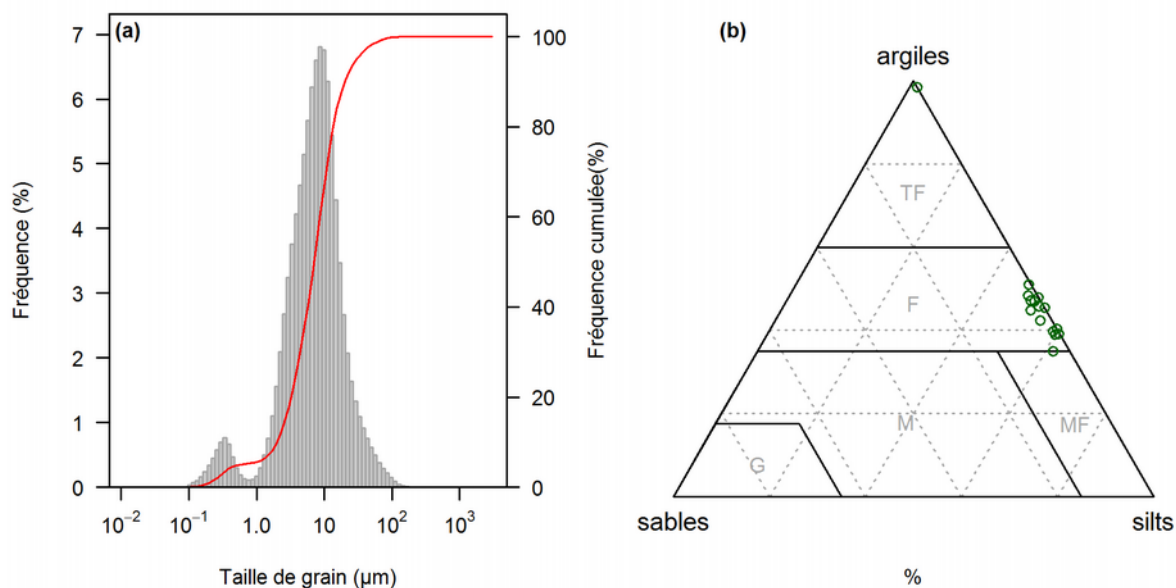 (a)
7
6
5
4
3
2
1
0
Fréquence (%)
100
80
60
40
20
0
Fréquence cumulée(%)
10⁻² 10⁻¹ 1.0 10 10² 10³
Taille de grain (µm)
(b)
argiles
TF
F
M
MF
G
sables silts
%